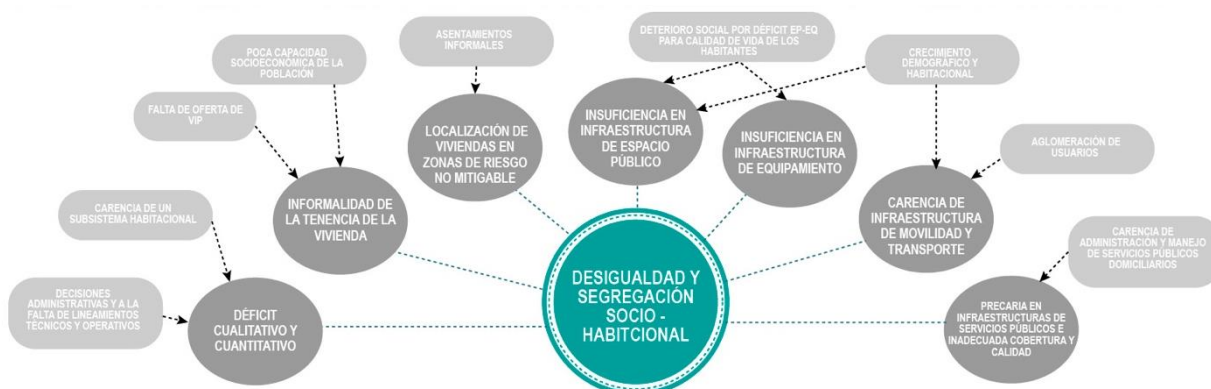 ASENTAMIENTOS
INFORMALES
DETERIORO SOCIAL POR DÉFICIT EP-EQ
PARA CALIDAD DE VIDA DE LOS
HABITANTES
POCA CAPACIDAD
SOCIOECONÓMICA DE LA
POBLACIÓN
CRECIMIENTO
DEMOGRÁFICO Y
HABITACIONAL
FALTA DE OFERTA DE
VIP
LOCALIZACIÓN DE
VIVIENDAS EN
ZONAS DE RIESGO
NO MITIGABLE
INSUFICIENCIA EN
INFRAESTRUCTURA
DE ESPACIO
PÚBLICO
INSUFICIENCIA EN
INFRAESTRUCTURA
DE EQUIPAMIENTO
AGLOMERACIÓN DE
USUARIOS
CARENCIA DE UN
SUBSISTEMA HABITACIONAL
INFORMALIDAD DE
LA TENENCIA DE LA
VIVIENDA
CARENCIA DE
INFRAESTRUCTURA
DE MOVILIDAD Y
TRANSPORTE
CARENCIA DE
ADMINISTRACIÓN Y MANEJO
DE SERVICIOS PÚBLICOS
DOMICILIARIOS
DECISIONES
ADMINISTRATIVAS Y A LA
FALTA DE LINEAMIENTOS
TÉCNICOS Y OPERATIVOS
DÉFICIT
CUALITATIVO Y
CUANTITATIVO
DESIGUALDAD Y
SEGREGACIÓN
SOCIO -
HABITCIONAL
PRECARIA EN
INFRAESTRUCTURAS DE
SERVICIOS PÚBLICOS E
INADECUADA COBERTURA Y
CALIDAD